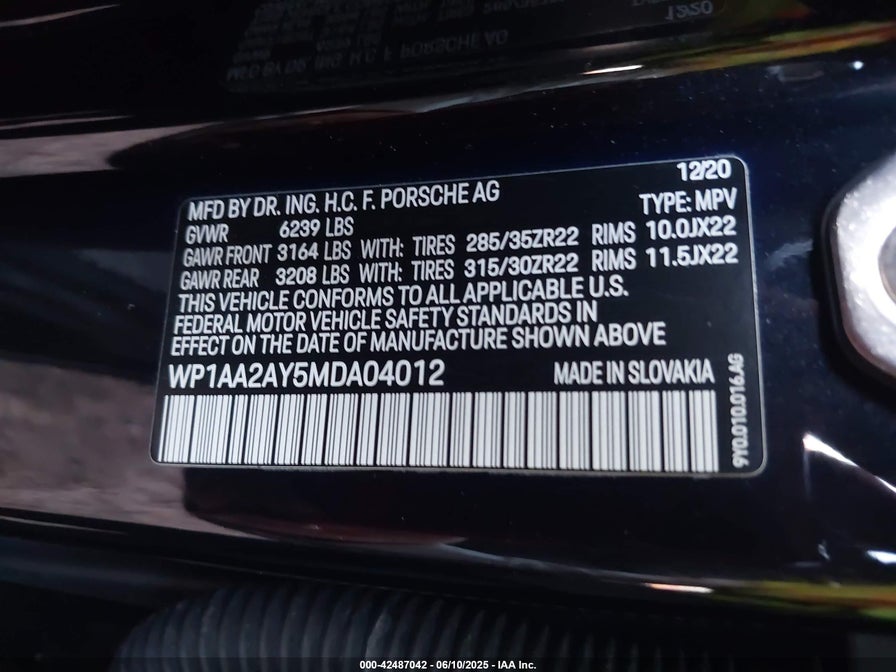 12/20
MFD BY DR. ING. H.C. F. PORSCHE AG TYPE: MPV
GVWR 6239 LBS
GAWR FRONT 3164 LBS WITH: TIRES 285/35ZR22 RIMS 10.0JX22
GAWR REAR 3208 LBS WITH: TIRES 315/30ZR22 RIMS 11.5JX22
THIS VEHICLE CONFORMS TO ALL APPLICABLE U.S.
FEDERAL MOTOR VEHICLE SAFETY STANDARDS IN
EFFECT ON THE DATE OF MANUFACTURE SHOWN ABOVE
WP1AA2AY5MDA04012 MADE IN SLOVAKIA
9Y0.010.016.AG
000-42487042 - 06/10/2025 - IAA Inc.